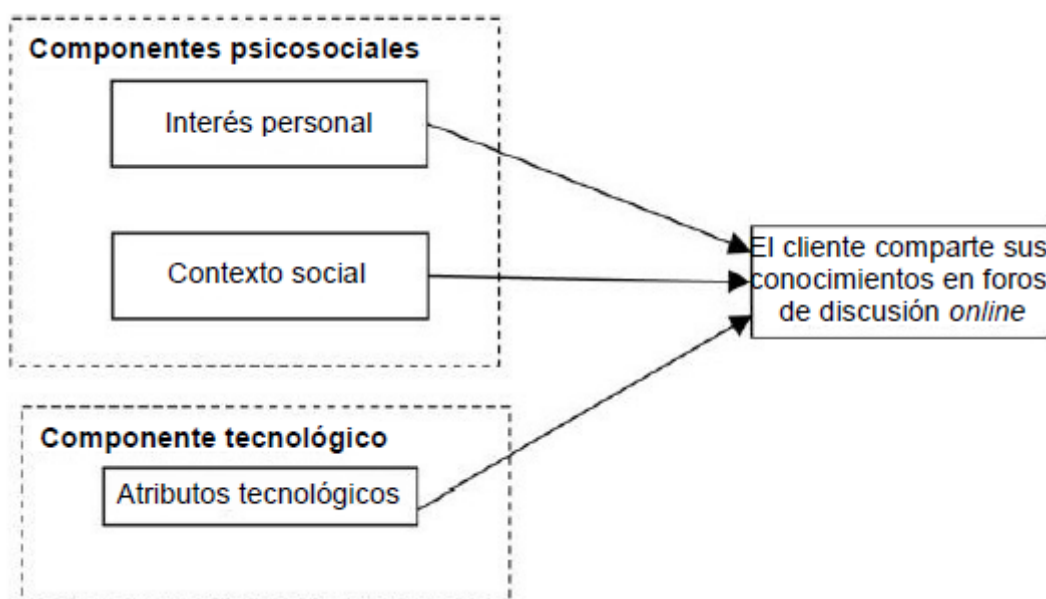 Componentes psicosociales
Interés personal
Contexto social
El cliente comparte sus
conocimientos en foros
de discusión online
Componente tecnológico
Atributos tecnológicos